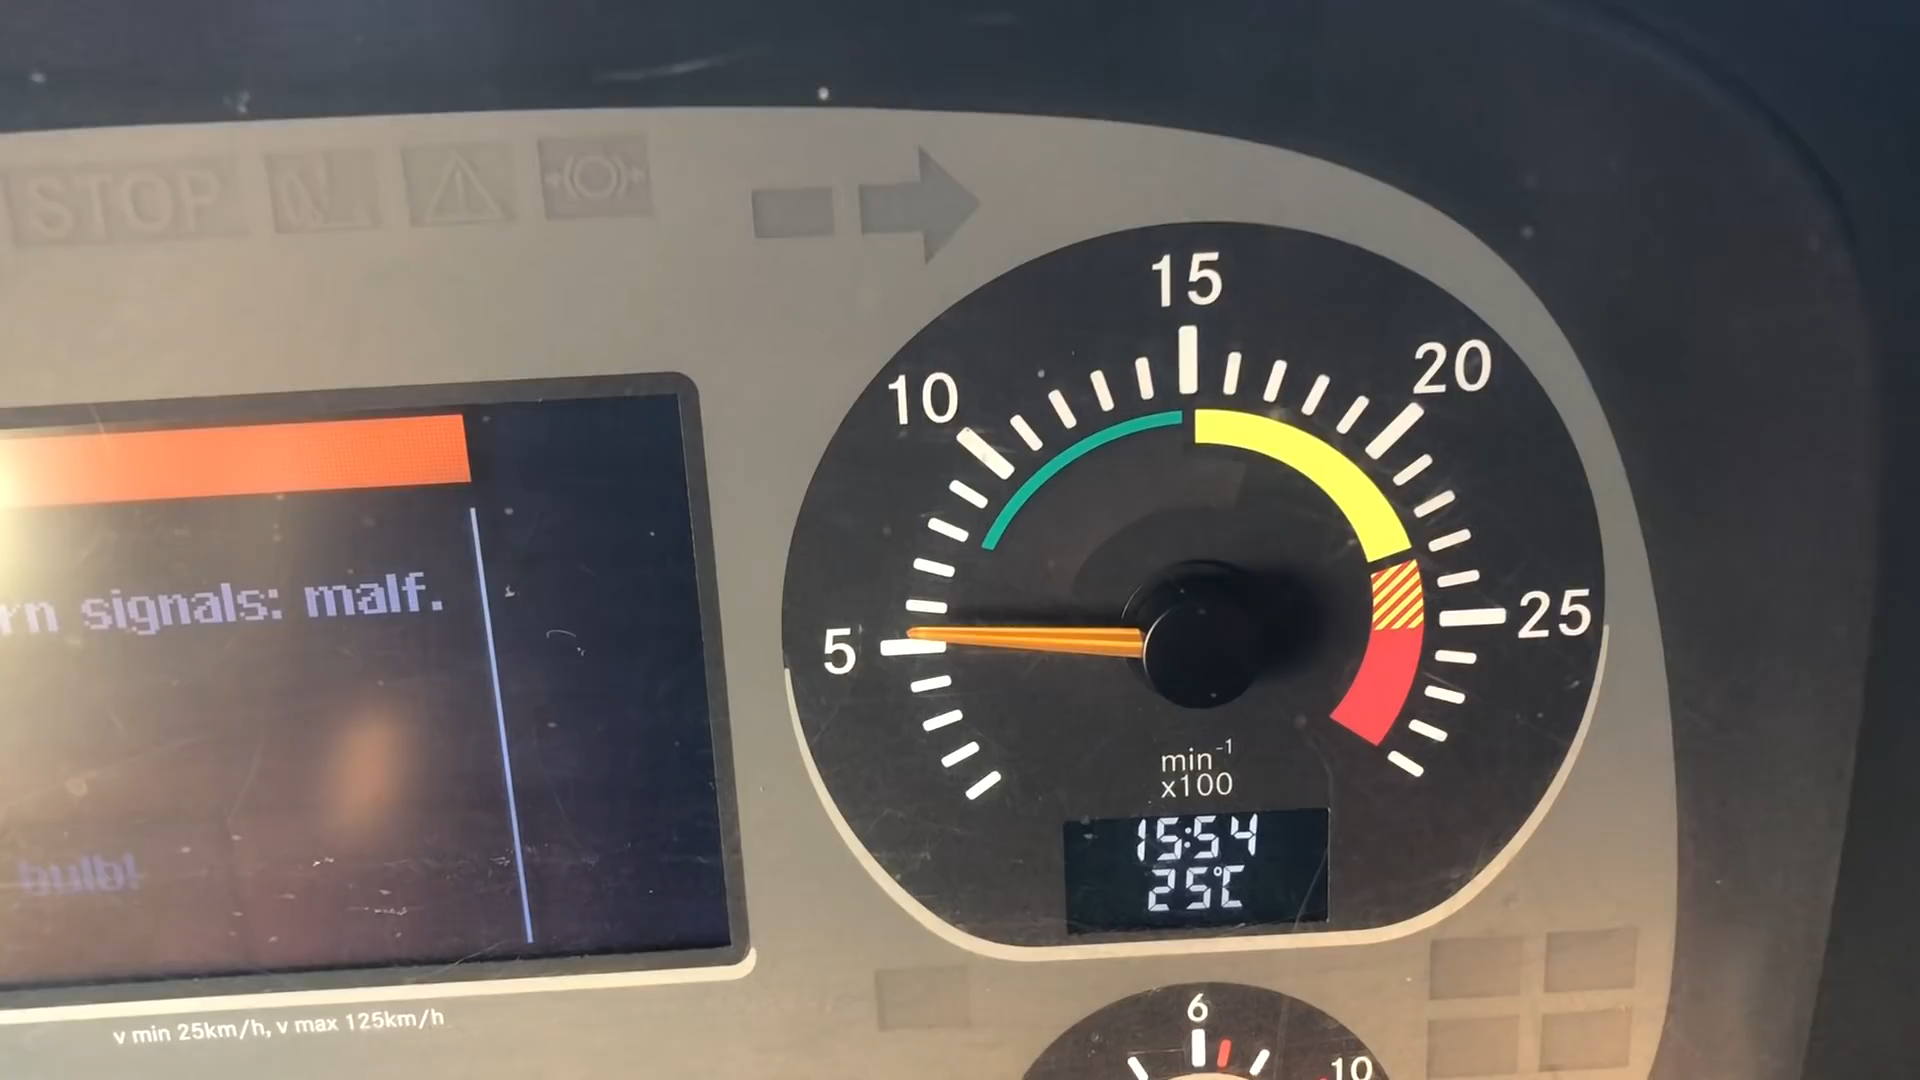 STOP
rn signals: malf.
bulb!
v min 25km/h, v max 125km/h
5
10
15
20
25
min⁻¹
x100
15:54
25°C
6
10